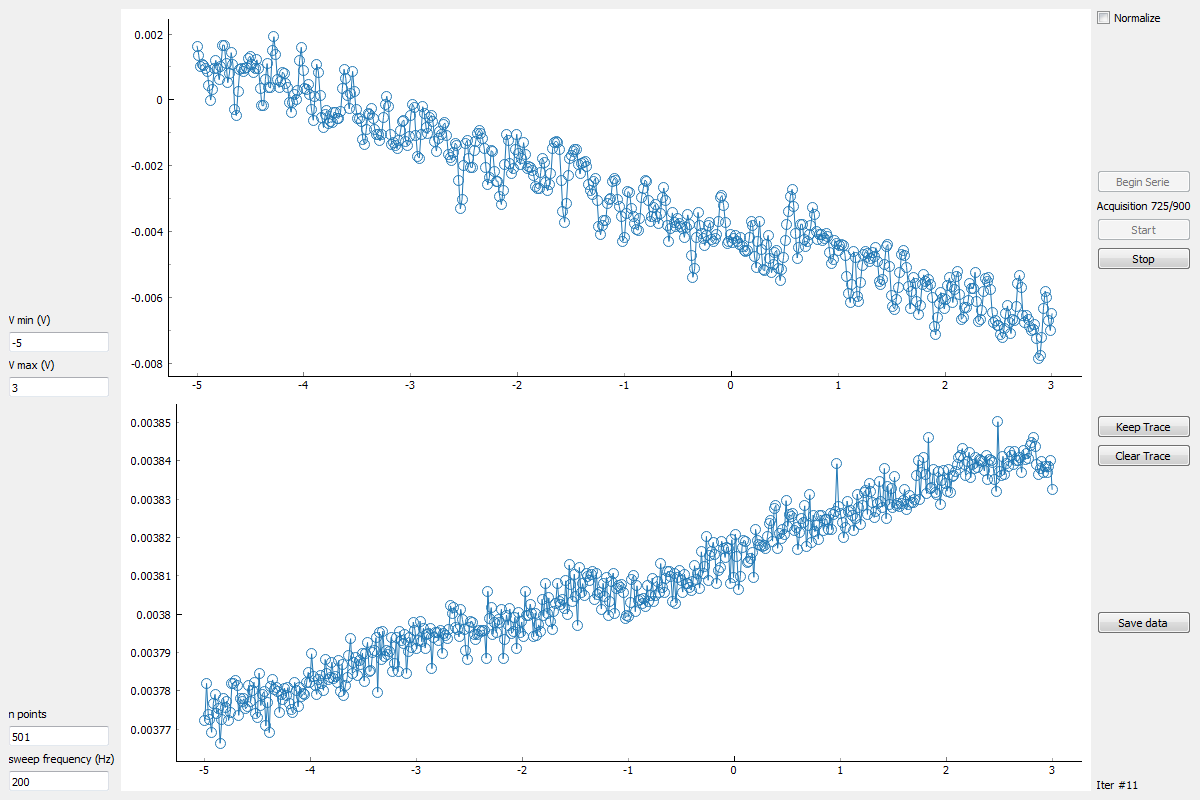 Normalize
0.002
0
-0.002
-0.004
-0.006
-0.008
-5
-4
-3
-2
-1
0
1
2
3
Begin Serie
Acquisition 725/900
Start
Stop
V min (V)
-5
V max (V)
3
0.00385
0.00384
0.00383
0.00382
0.00381
0.0038
0.00379
0.00378
0.00377
-5
-4
-3
-2
-1
0
1
2
3
Keep Trace
Clear Trace
Save data
n points
501
sweep frequency (Hz)
200
Iter #11